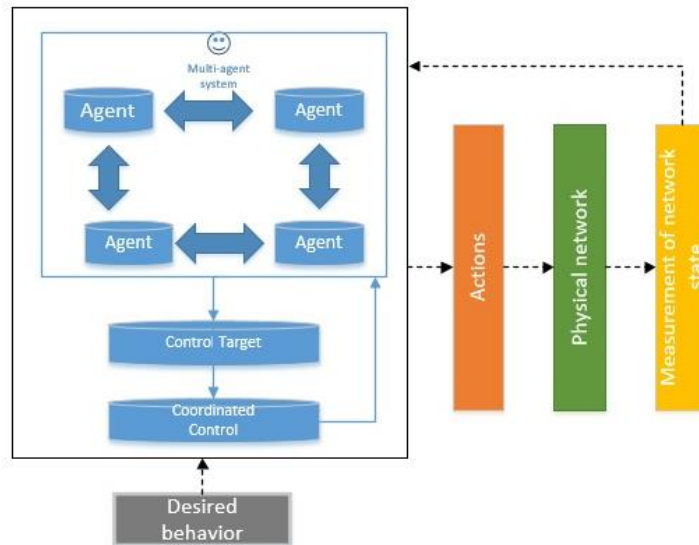 Multi-agent
system
Agent
Agent
Agent
Agent
Control Target
Coordinated
Control
Desired
behavior
Actions
Physical network
Measurement of network
state